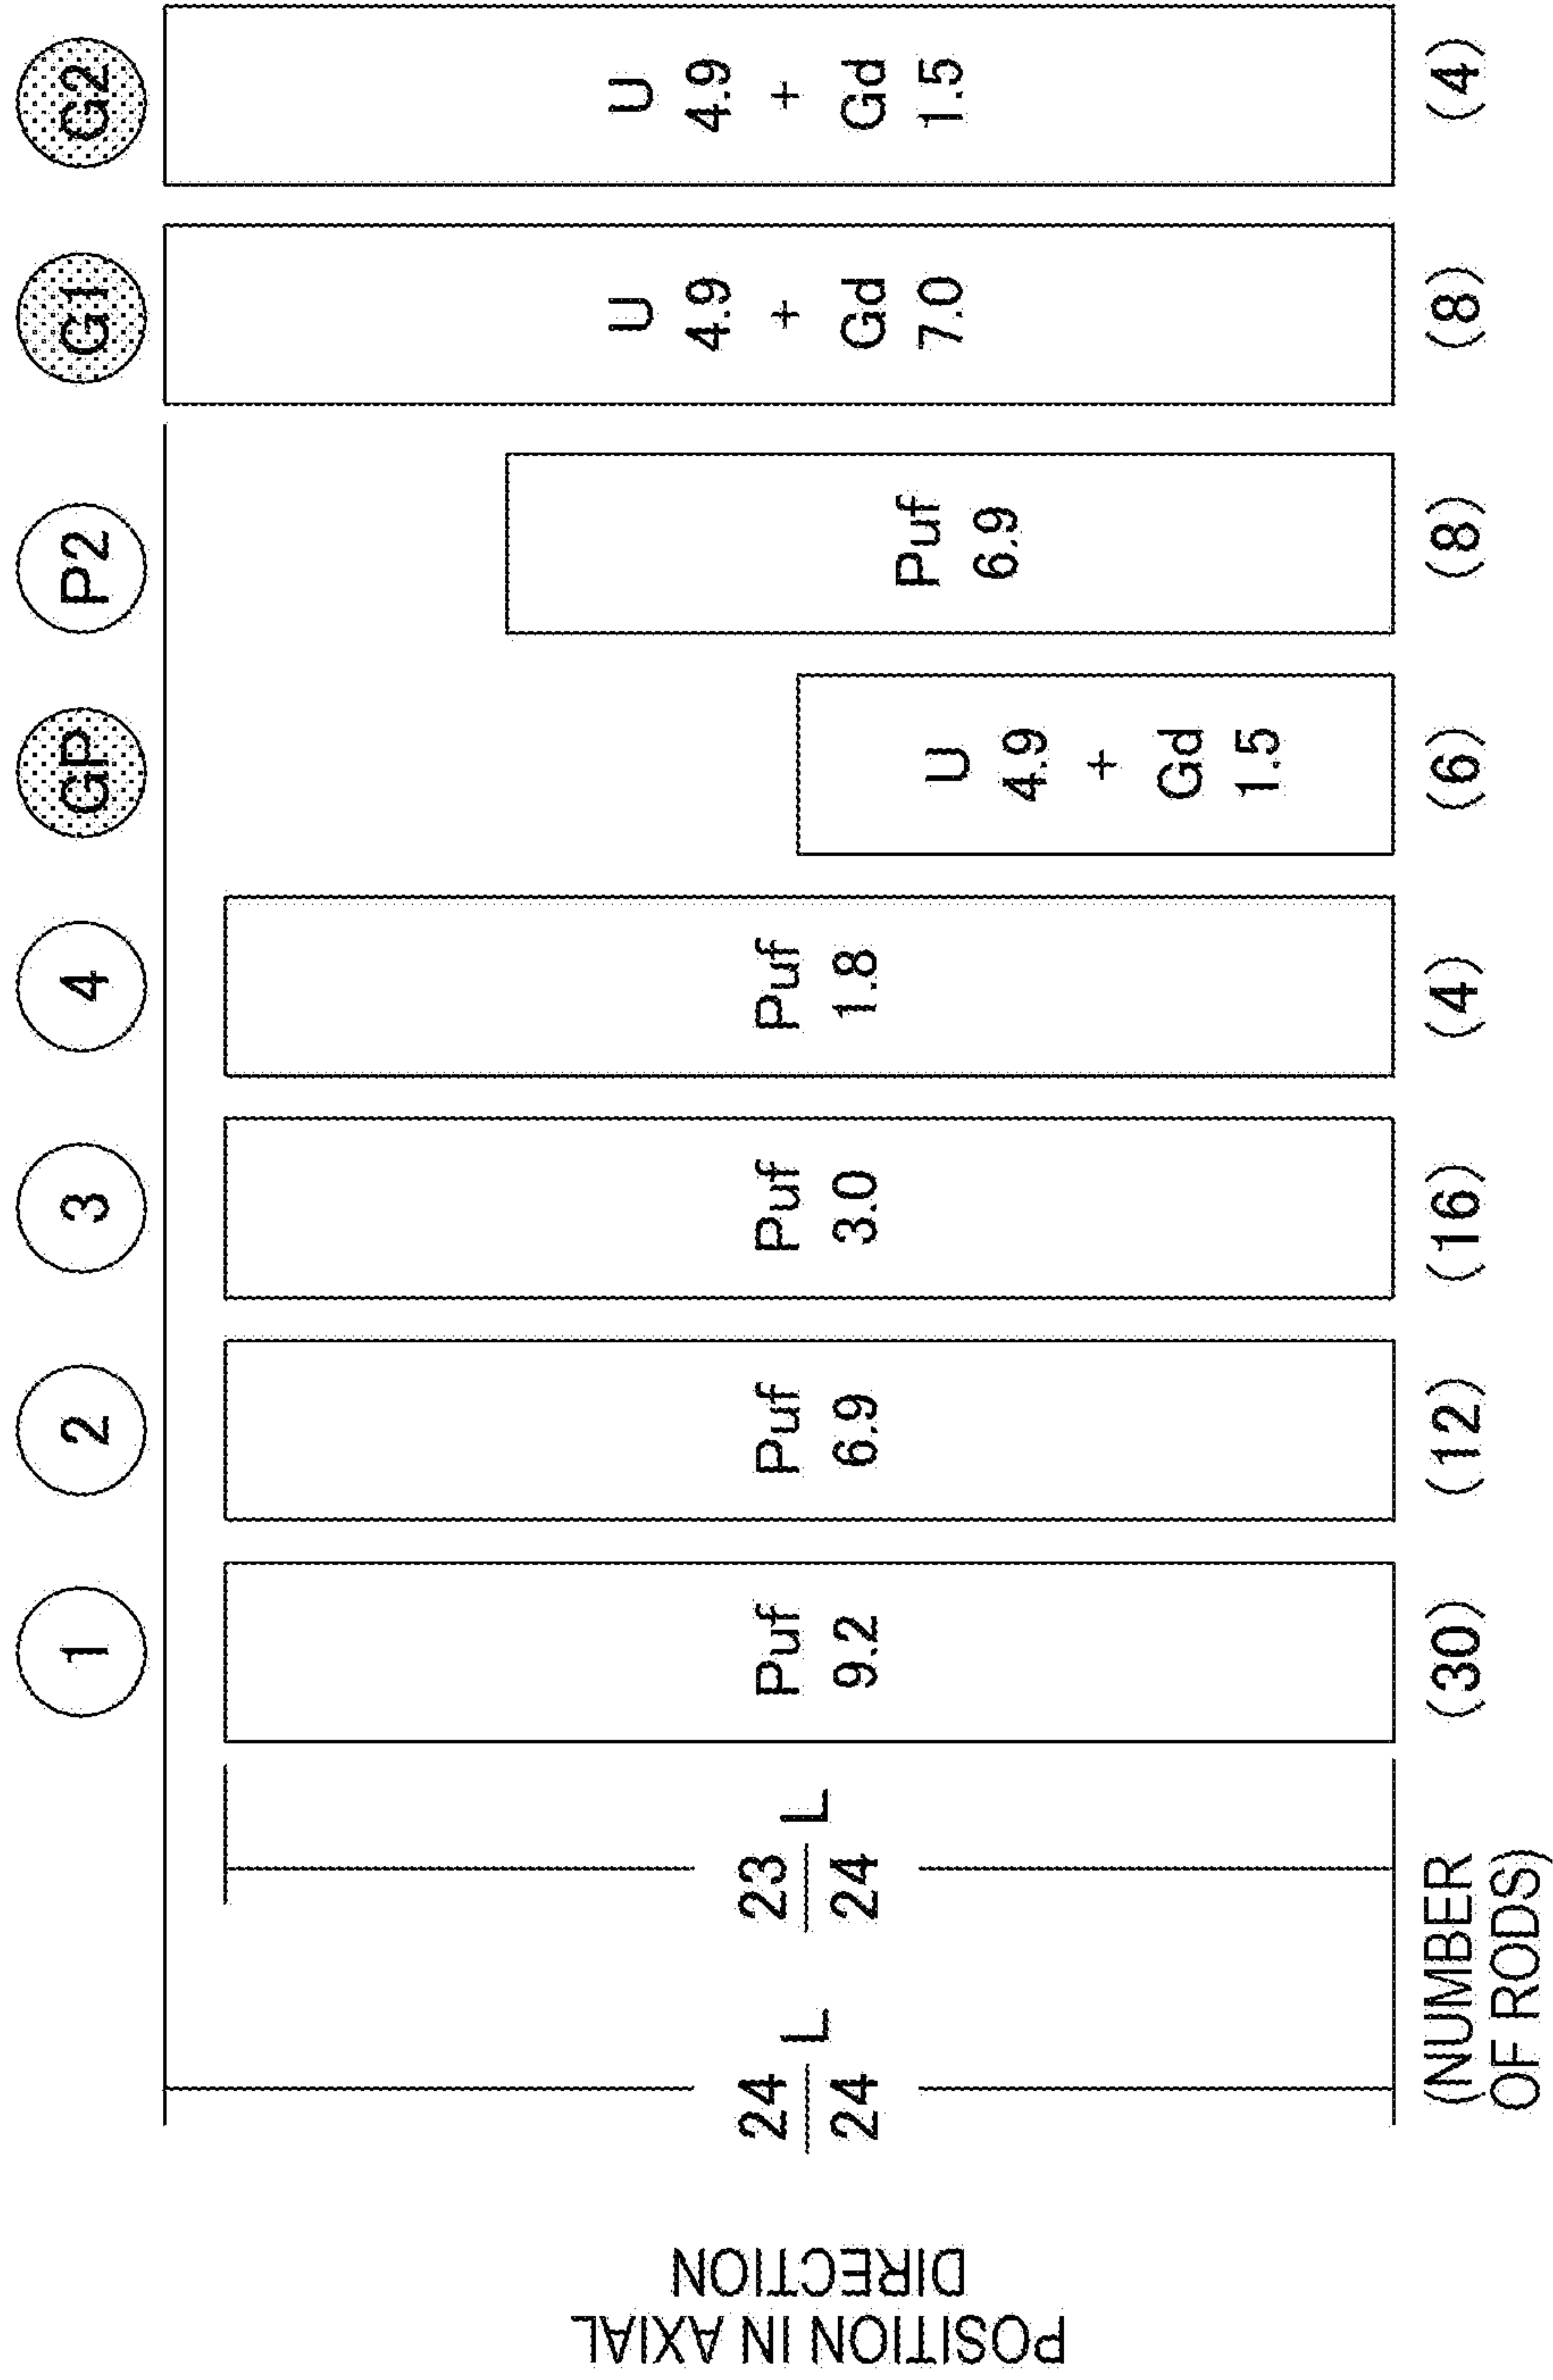 POSITION IN AXIAL
DIRECTION
24
24
L
23
24
L
(NUMBER
OF RODS)
1
Puf
9.2
(30)
2
Puf
6.9
(12)
3
Puf
3.0
(16)
4
Puf
1.8
(4)
GP
U
4.9
+
Gd
1.5
(6)
P2
Puf
6.9
(8)
G1
U
4.9
+
Gd
7.0
(8)
G2
U
4.9
+
Gd
1.5
(4)